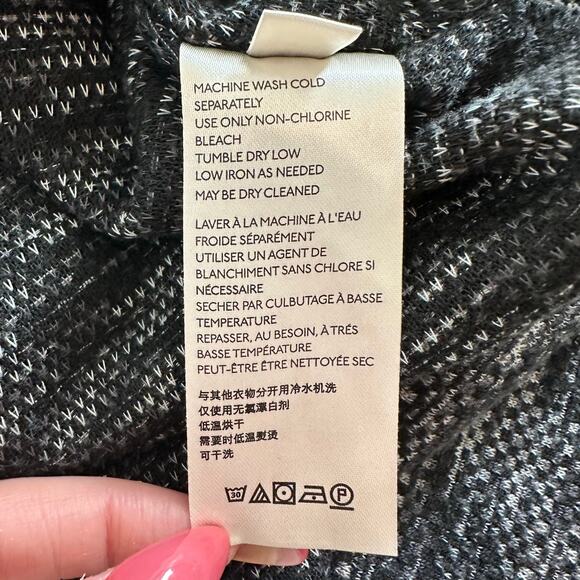 MACHINE WASH COLD
SEPARATELY
USE ONLY NON-CHLORINE
BLEACH
TUMBLE DRY LOW
LOW IRON AS NEEDED
MAY BE DRY CLEANED
LAVER À LA MACHINE À L'EAU
FROIDE SÉPARÉMENT
UTILISER UN AGENT DE
BLANCHIMENT SANS CHLORE SI
NÉCESSAIRE
SECHER PAR CULBUTAGE À BASSE
TEMPERATURE
REPASSER, AU BESOIN, À TRÉS
BASSE TEMPÉRATURE
PEUT-ÊTRE ÊTRE NETTOYÉE SEC
与其他衣物分开用冷水机洗
仅使用无氯漂白剂
低温烘干
需要时低温熨烫
可干洗
30 P